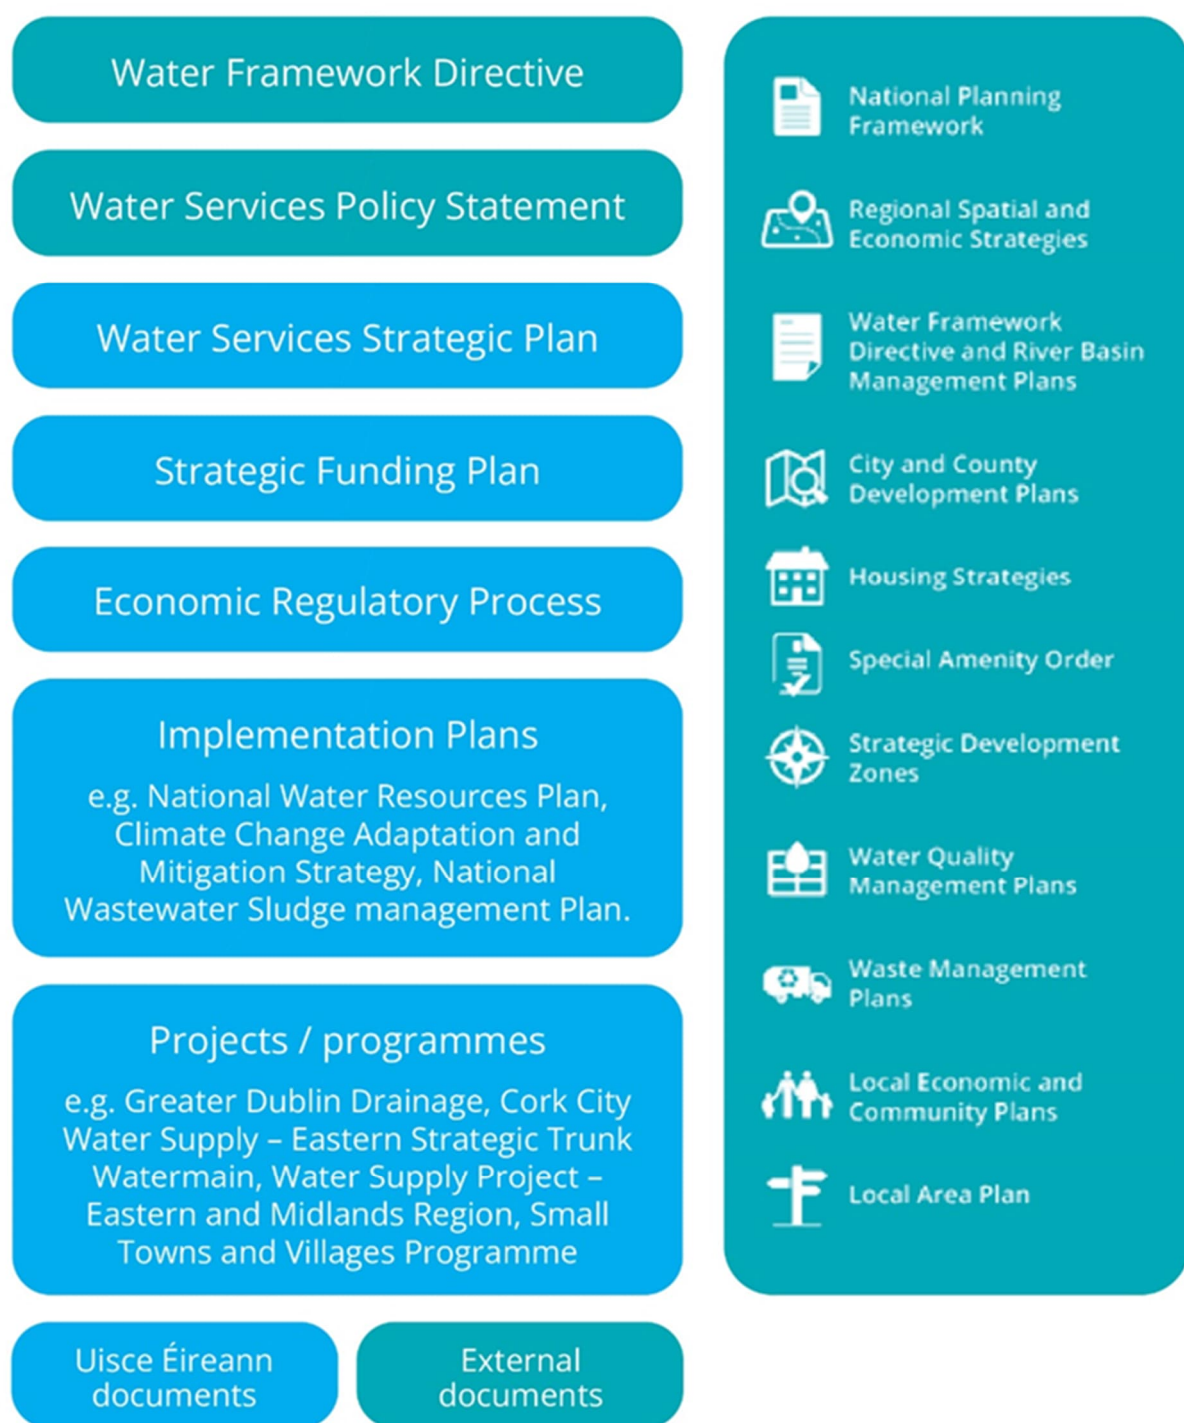 Water Framework Directive
Water Services Policy Statement
Water Services Strategic Plan
Strategic Funding Plan
Economic Regulatory Process
Implementation Plans
e.g. National Water Resources Plan,
Climate Change Adaptation and
Mitigation Strategy, National
Wastewater Sludge management Plan.
Projects / programmes
e.g. Greater Dublin Drainage, Cork City
Water Supply – Eastern Strategic Trunk
Watermain, Water Supply Project –
Eastern and Midlands Region, Small
Towns and Villages Programme
Uisce Éireann
documents
External
documents
National Planning
Framework
Regional Spatial and
Economic Strategies
Water Framework
Directive and River Basin
Management Plans
City and County
Development Plans
Housing Strategies
Special Amenity Order
Strategic Development
Zones
Water Quality
Management Plans
Waste Management
Plans
Local Economic and
Community Plans
Local Area Plan